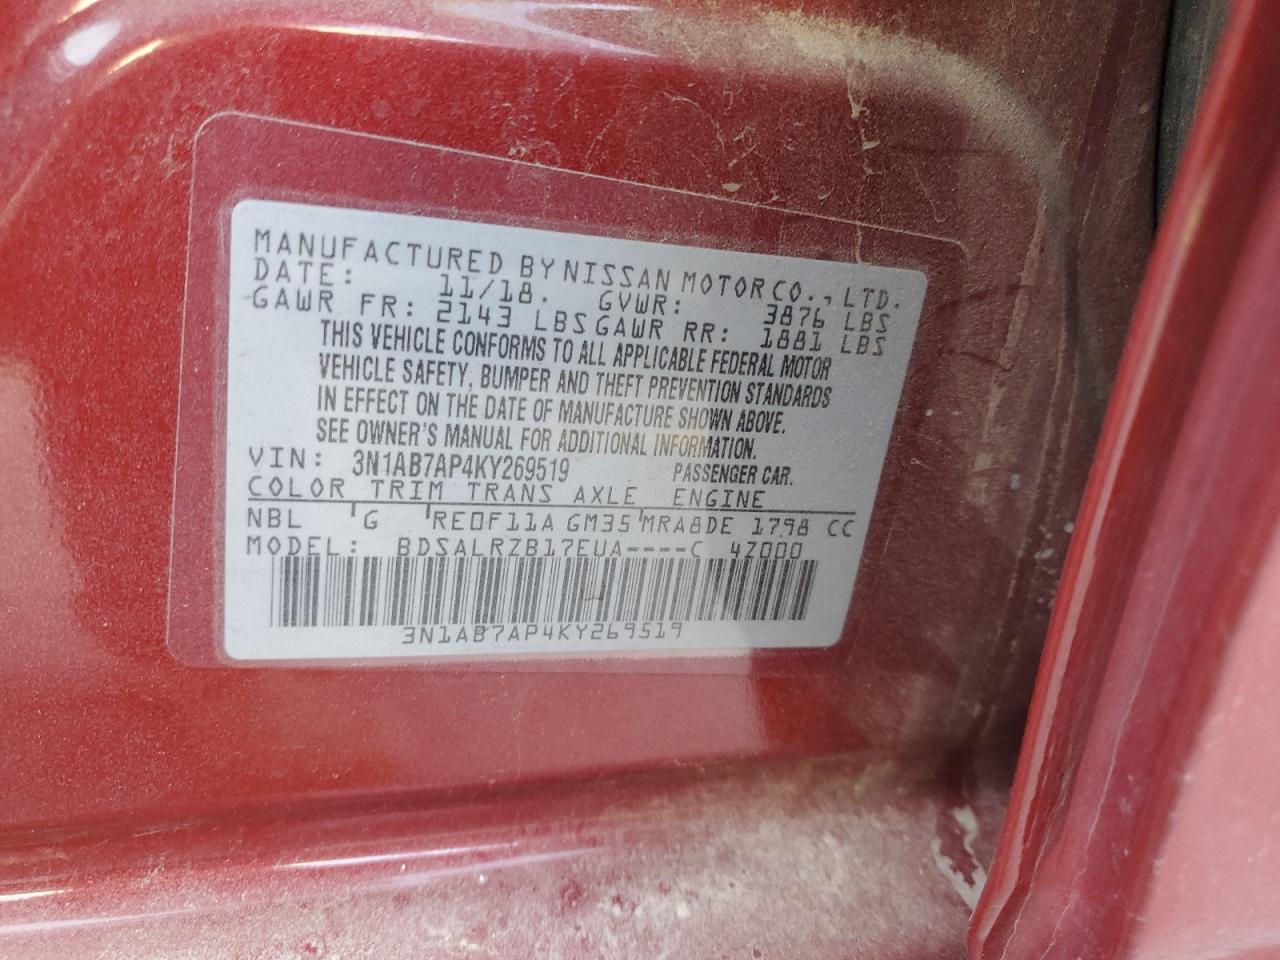 MANUFACTURED BY NISSAN MOTOR CO., LTD.
DATE: 11/18. GVWR: 3876 LBS
GAWR FR: 2143 LBS GAWR RR: 1881 LBS
THIS VEHICLE CONFORMS TO ALL APPLICABLE FEDERAL MOTOR
VEHICLE SAFETY, BUMPER AND THEFT PREVENTION STANDARDS
IN EFFECT ON THE DATE OF MANUFACTURE SHOWN ABOVE.
SEE OWNER'S MANUAL FOR ADDITIONAL INFORMATION.
VIN: 3N1AB7AP4KY269519 PASSENGER CAR.
COLOR TRIM TRANS AXLE ENGINE
NBL G RE0F11A GM35 MRA8DE 1798 CC
MODEL: BDSALRZB17EUA----C 4Z000
3N1AB7AP4KY269519